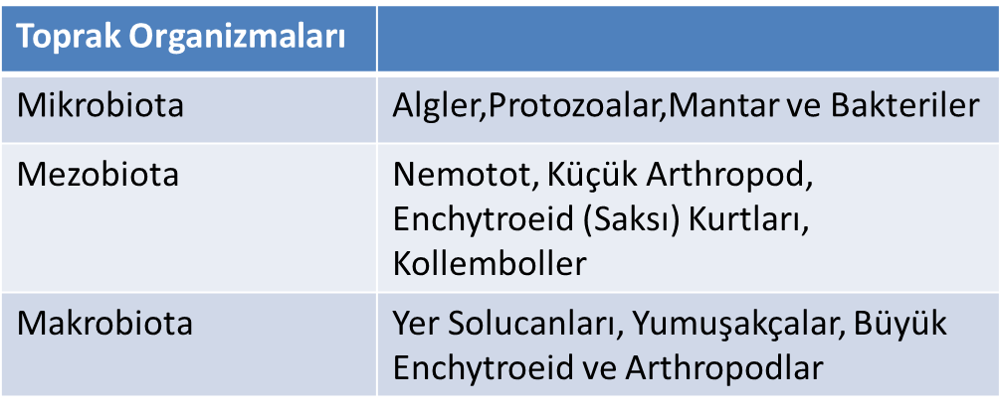 Toprak Organizmaları
Mikrobiota
Algler,Protozoalar,Mantar ve Bakteriler
Mezobiota
Nemotot, Küçük Arthropod,
Enchytroeid (Saksı) Kurtları,
Kollemboller
Makrobiota
Yer Solucanları, Yumuşakçalar, Büyük
Enchytroeid ve Arthropodlar